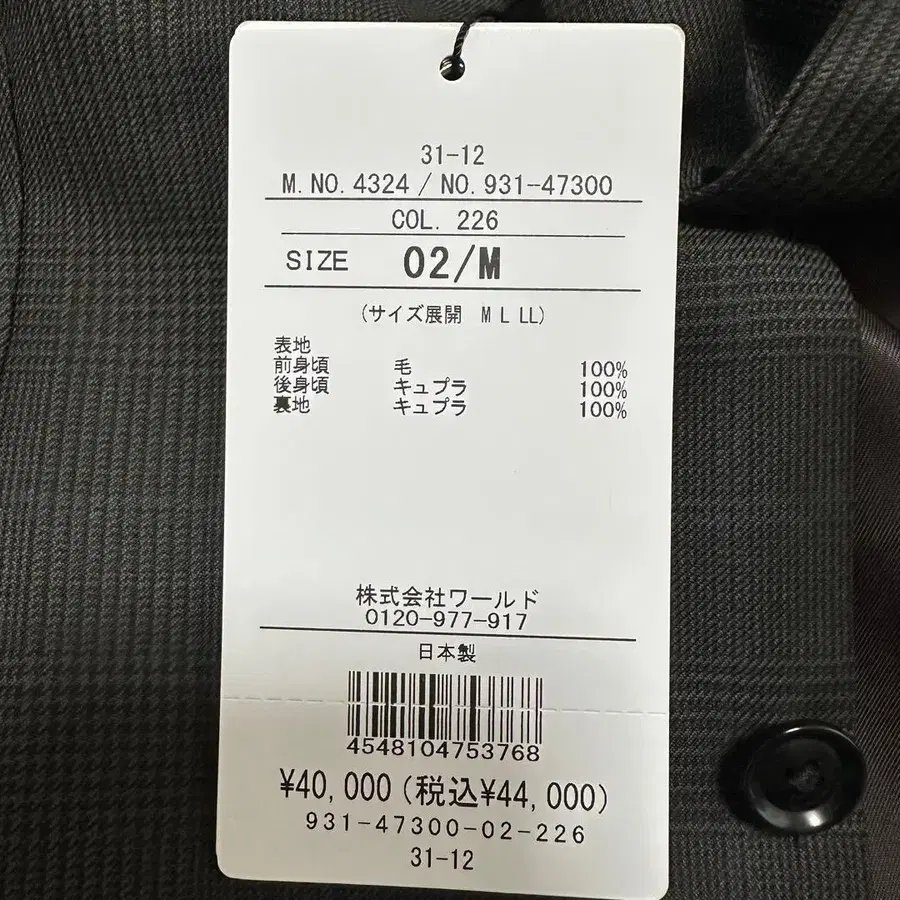 31-12
M.NO.4324 / NO.931-47300
COL. 226
SIZE 02/M
(サイズ展開 M L LL)
表地
前身頃 毛 100%
後身頃 キュプラ 100%
裏地 キュプラ 100%
株式会社ワールド
0120-977-917
日本製
4548104753768
¥40,000(税込¥44,000)
931-47300-02-226
31-12